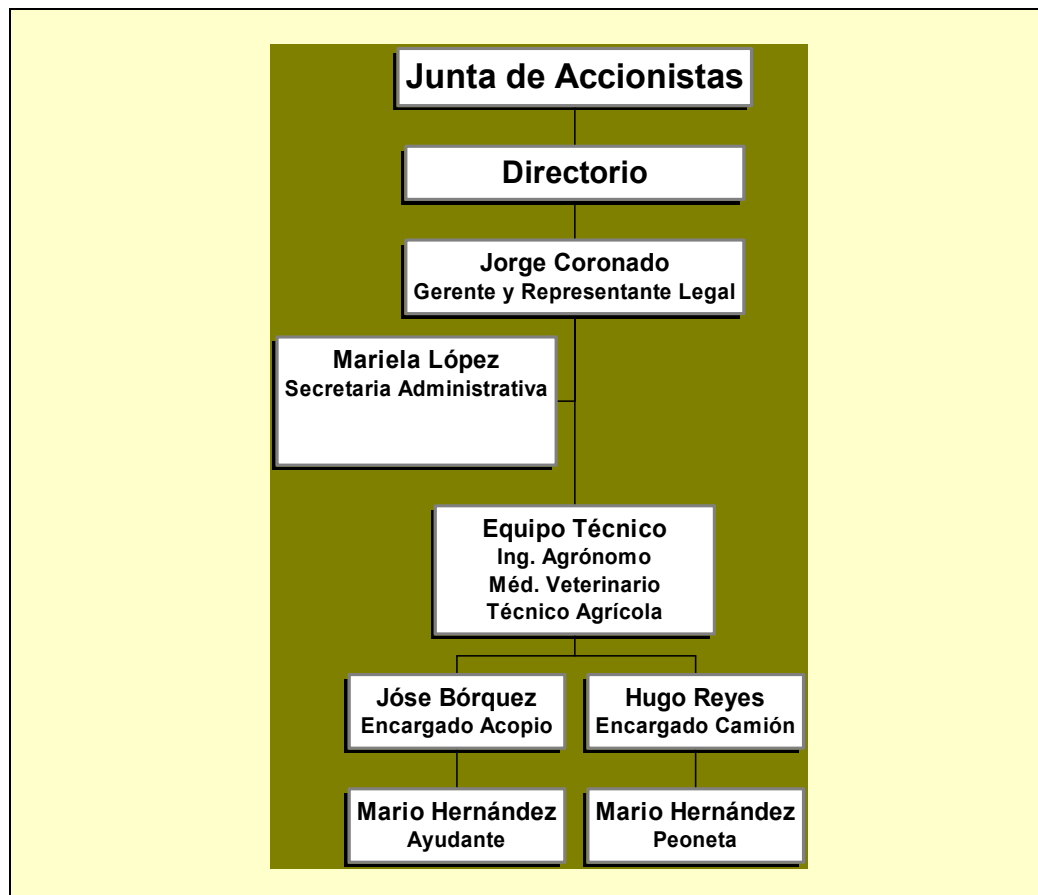 Junta de Accionistas
Directorio
Jorge Coronado
Gerente y Representante Legal
Mariela López
Secretaria Administrativa
Equipo Técnico
Ing. Agrónomo
Méd. Veterinario
Técnico Agrícola
Jóse Bórquez
Encargado Acopio
Hugo Reyes
Encargado Camión
Mario Hernández
Ayudante
Mario Hernández
Peoneta